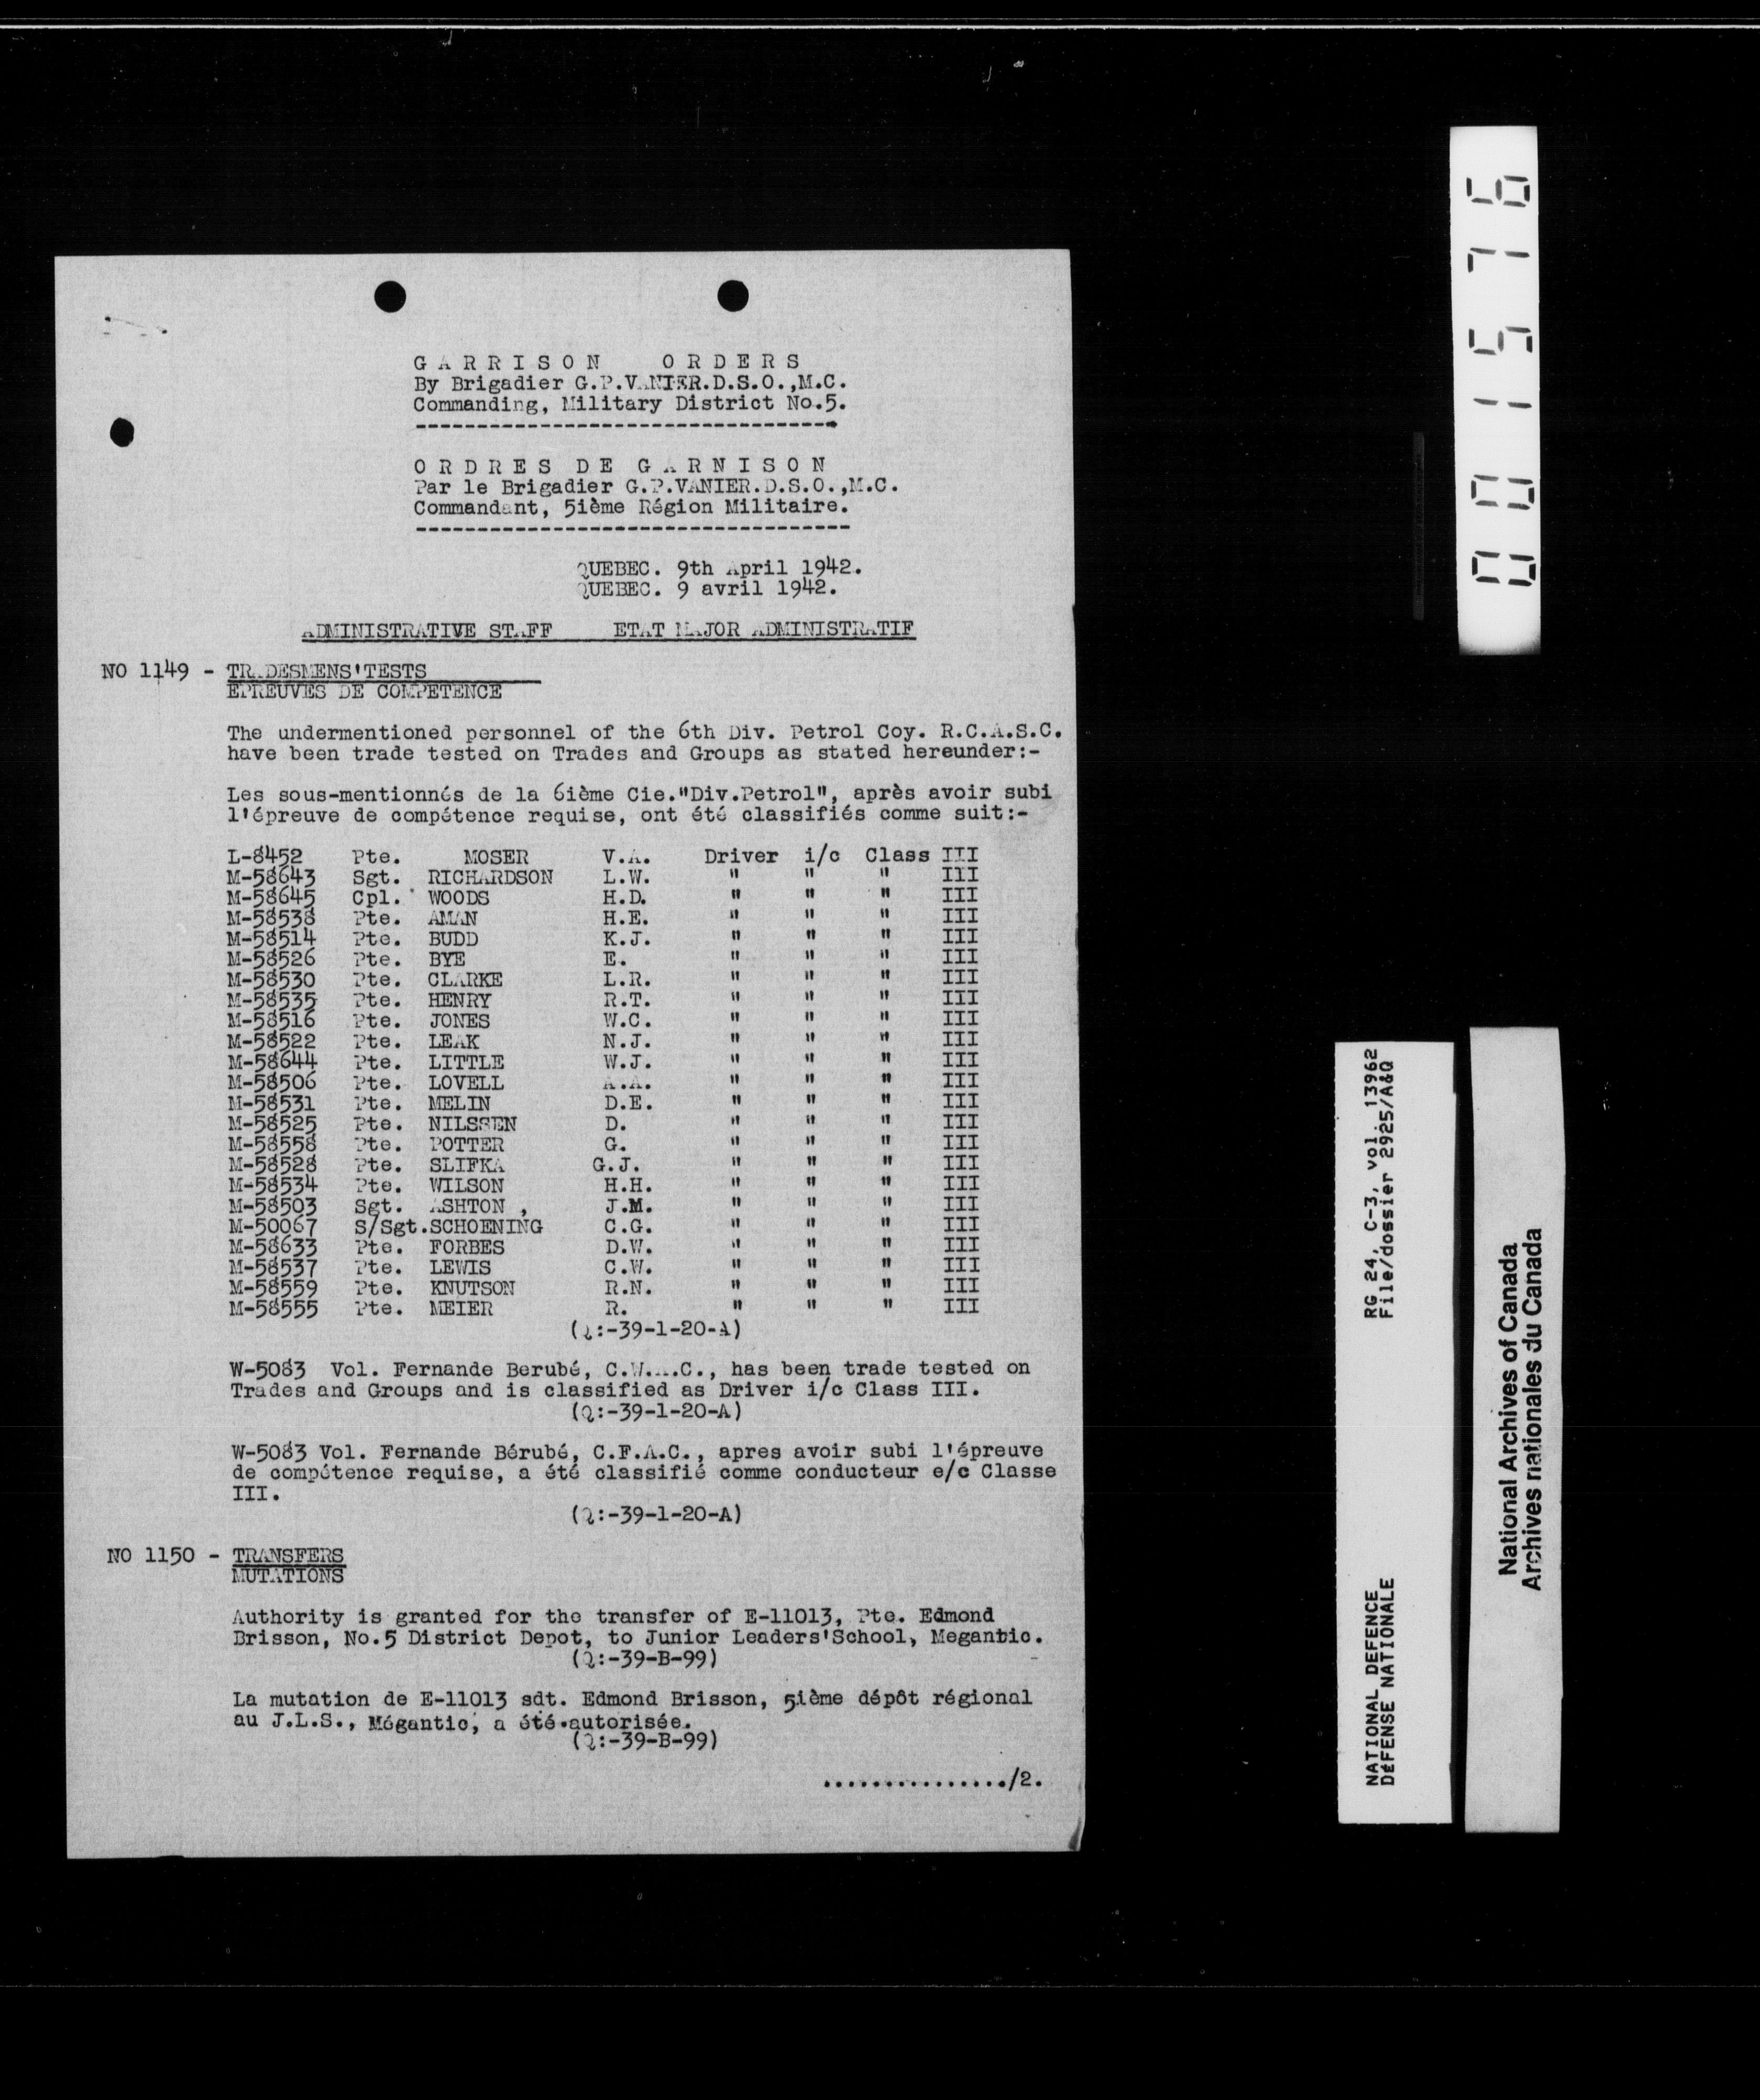 GARRISON ORDERS
By Brigadier G.P.VANIER.D.S.O.,M.C.
Commanding, Military District No.5.
ORDRES DE GARNISON
Par le Brigadier G.P.VANIER.D.S.O.,M.C.
Commandant, 5ième Région Militaire.
QUEBEC. 9th April 1942.
QUEBEC. 9 avril 1942.
ADMINISTRATIVE STAFF ETAT MAJOR ADMINISTRATIF
NO 1149 - TRADESMENS'TESTS
EPREUVES DE COMPETENCE
The undermentioned personnel of the 6th Div. Petrol Coy. R.C.A.S.C.
have been trade tested on Trades and Groups as stated hereunder:-
Les sous-mentionnés de la 6ième Cie."Div.Petrol", après avoir subi
l'épreuve de compétence requise, ont été classifiés comme suit:-
L-8452 Pte. MOSER V.A. Driver i/c Class III
M-58643 Sgt. RICHARDSON L.W. " " " III
M-58645 Cpl. WOODS H.D. " " " III
M-58538 Pte. AMAN H.E. " " " III
M-58514 Pte. BUDD K.J. " " " III
M-58526 Pte. BYE E. " " " III
M-58530 Pte. CLARKE L.R. " " " III
M-58535 Pte. HENRY R.T. " " " III
M-58516 Pte. JONES W.C. " " " III
M-58522 Pte. LEAK N.J. " " " III
M-58644 Pte. LITTLE W.J. " " " III
M-58506 Pte. LOVELL A.A. " " " III
M-58531 Pte. MELIN D.E. " " " III
M-58525 Pte. NILSSEN D. " " " III
M-58558 Pte. POTTER G. " " " III
M-58528 Pte. SLIFKA G.J. " " " III
M-58534 Pte. WILSON H.H. " " " III
M-58503 Sgt. ASHTON , J.M. " " " III
M-50067 S/Sgt.SCHOENING C.G. " " " III
M-58633 Pte. FORBES D.W. " " " III
M-58537 Pte. LEWIS C.W. " " " III
M-58559 Pte. KNUTSON R.N. " " " III
M-58555 Pte. MEIER R. " " " III
(Q:-39-1-20-A)
W-5083 Vol. Fernande Berubé, C.W.A.C., has been trade tested on
Trades and Groups and is classified as Driver i/c Class III.
(Q:-39-1-20-A)
W-5083 Vol. Fernande Bérubé, C.F.A.C., apres avoir subi l'épreuve
de compétence requise, a été classifié comme conducteur e/c Classe
III.
(Q:-39-1-20-A)
NO 1150 - TRANSFERS
MUTATIONS
Authority is granted for the transfer of E-11013, Pte. Edmond
Brisson, No.5 District Depot, to Junior Leaders'School, Megantic.
(Q:-39-B-99)
La mutation de E-11013 sdt. Edmond Brisson, 5ième dépôt régional
au J.L.S., Mégantic, a été autorisée.
(Q:-39-B-99)
.............../2.
001576
RG 24, C-3, vol. 13962
File/dossier 2925/A&Q
NATIONAL DEFENCE
DéFENSE NATIONALE
National Archives of Canada
Archives nationales du Canada